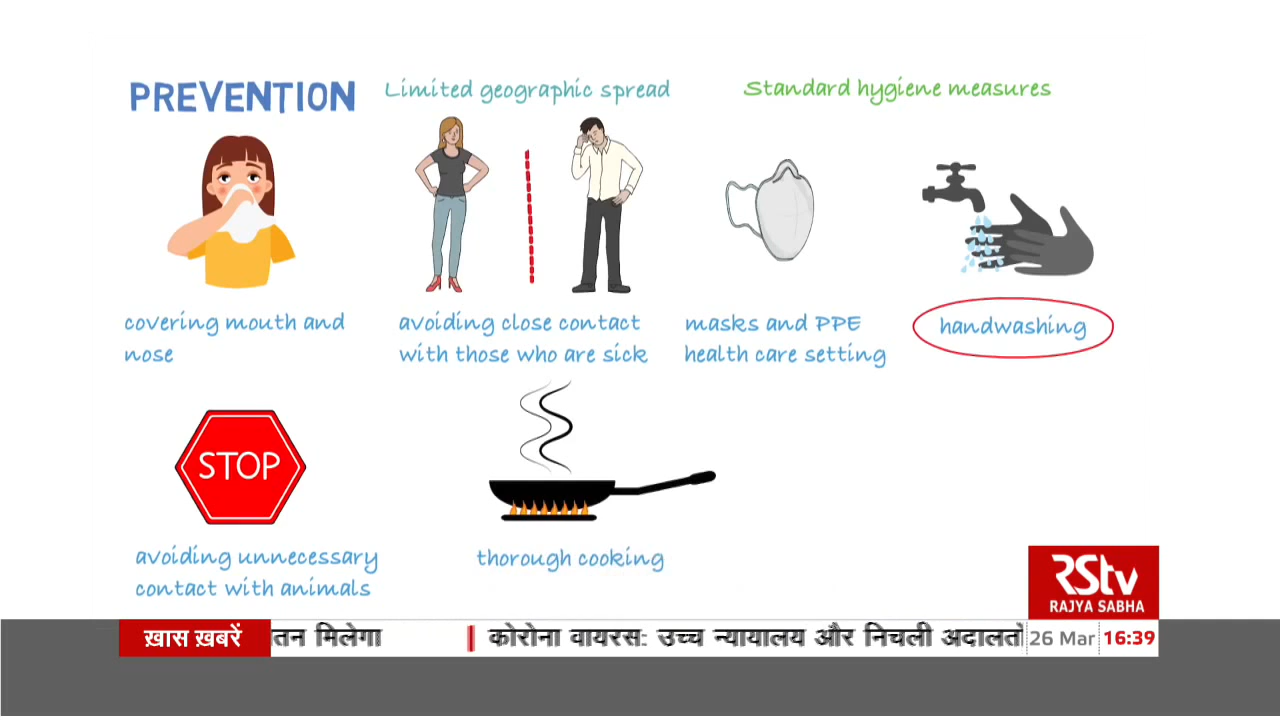 PREVENTION
Limited geographic spread
Standard hygiene measures
covering mouth and
nose
avoiding close contact
with those who are sick
masks and PPE
health care setting
handwashing
STOP
avoiding unnecessary
contact with animals
thorough cooking
RStv
RAJYA SABHA
ख़ास ख़बरें
तन मिलेगा
कोरोना वायरस: उच्च न्यायालय और निचली अदालतों
26 Mar
16:39